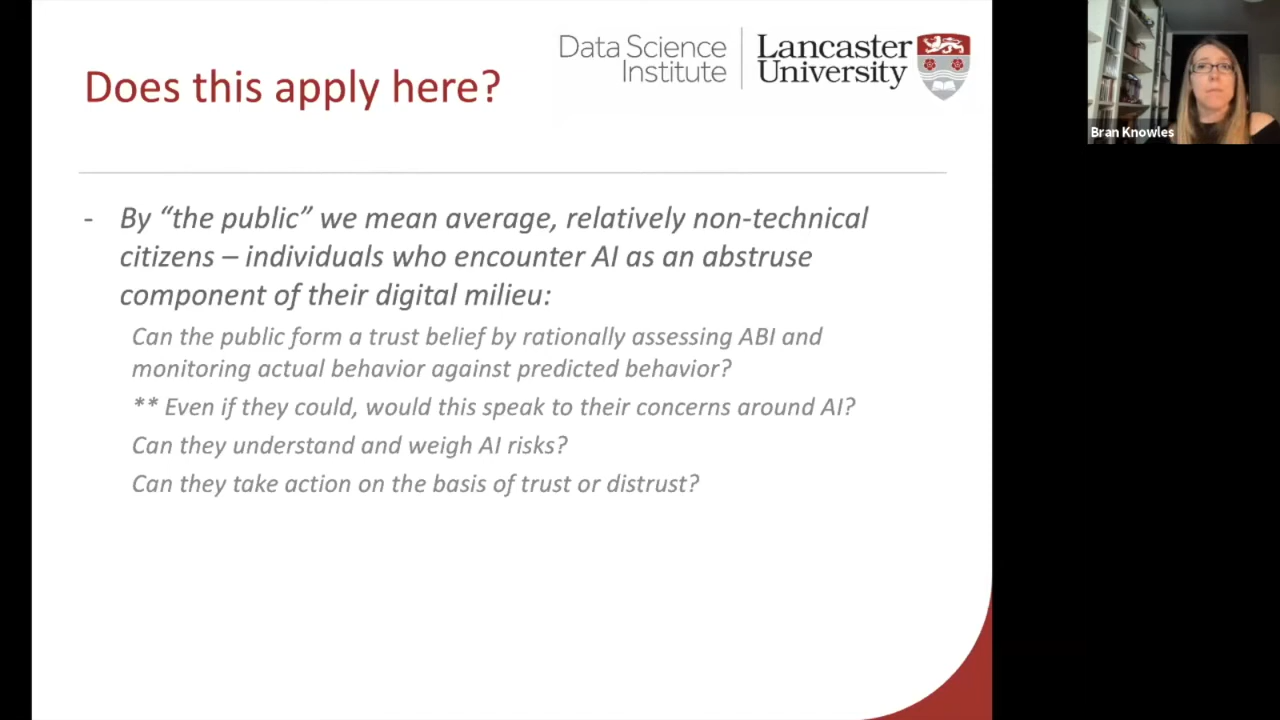 Does this apply here?
Data Science
Institute
Lancaster
University
- By “the public” we mean average, relatively non-technical
citizens – individuals who encounter AI as an abstruse
component of their digital milieu:
Can the public form a trust belief by rationally assessing ABI and
monitoring actual behavior against predicted behavior?
** Even if they could, would this speak to their concerns around AI?
Can they understand and weigh AI risks?
Can they take action on the basis of trust or distrust?
Bran Knowles